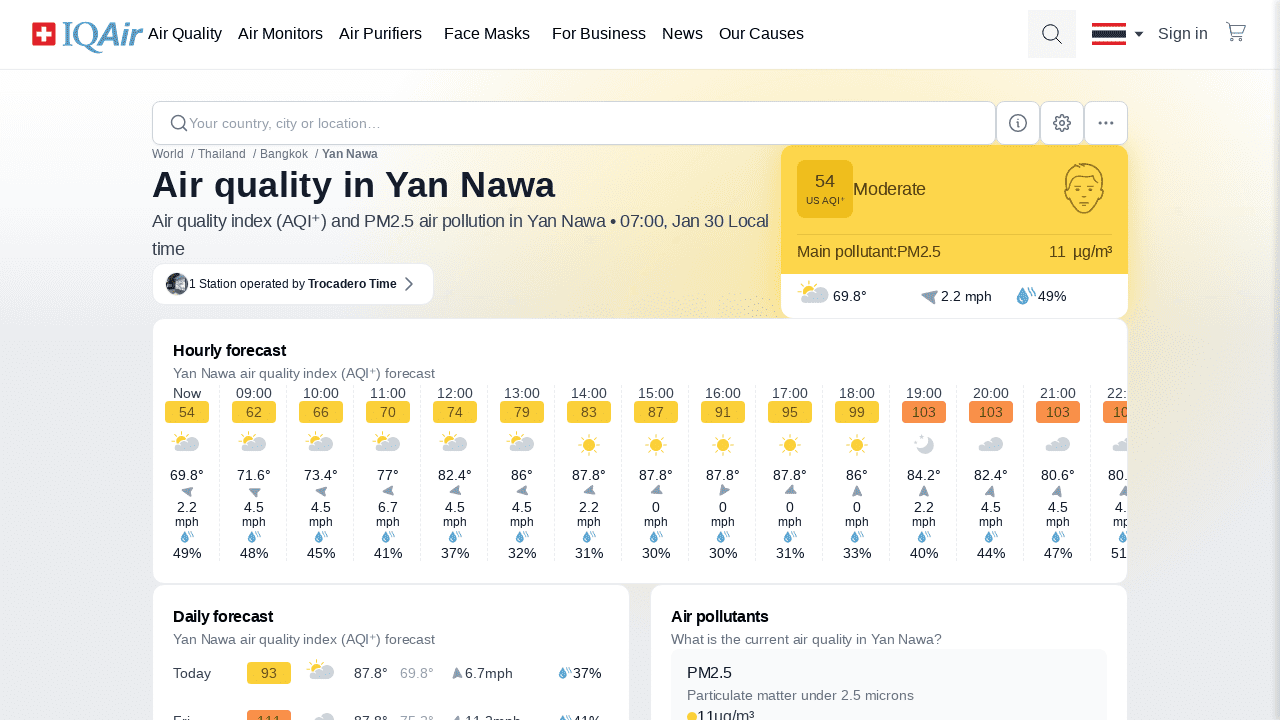 IQAir Air Quality Air Monitors Air Purifiers Face Masks For Business News Our Causes Sign in
Your country, city or location…
World / Thailand / Bangkok / Yan Nawa
Air quality in Yan Nawa
Air quality index (AQI⁺) and PM2.5 air pollution in Yan Nawa • 07:00, Jan 30 Local
time
1 Station operated by Trocadero Time
54
US AQI⁺
Moderate
Main pollutant:PM2.5 11 µg/m³
69.8° 2.2 mph 49%
Hourly forecast
Yan Nawa air quality index (AQI⁺) forecast
Now 09:00 10:00 11:00 12:00 13:00 14:00 15:00 16:00 17:00 18:00 19:00 20:00 21:00
54 62 66 70 74 79 83 87 91 95 99 103 103 103
69.8° 71.6° 73.4° 77° 82.4° 86° 87.8° 87.8° 87.8° 87.8° 86° 84.2° 82.4° 80.6°
2.2 4.5 4.5 6.7 4.5 4.5 2.2 0 0 0 0 2.2 4.5 4.5
mph mph mph mph mph mph mph mph mph mph mph mph mph mph
49% 48% 45% 41% 37% 32% 31% 30% 30% 31% 33% 40% 44% 47%
Daily forecast
Yan Nawa air quality index (AQI⁺) forecast
Today 93 87.8° 69.8° 6.7mph 37%
Fri 111 87.8° 75.2° 11.2mph 41%
Air pollutants
What is the current air quality in Yan Nawa?
PM2.5
Particulate matter under 2.5 microns
11µg/m³